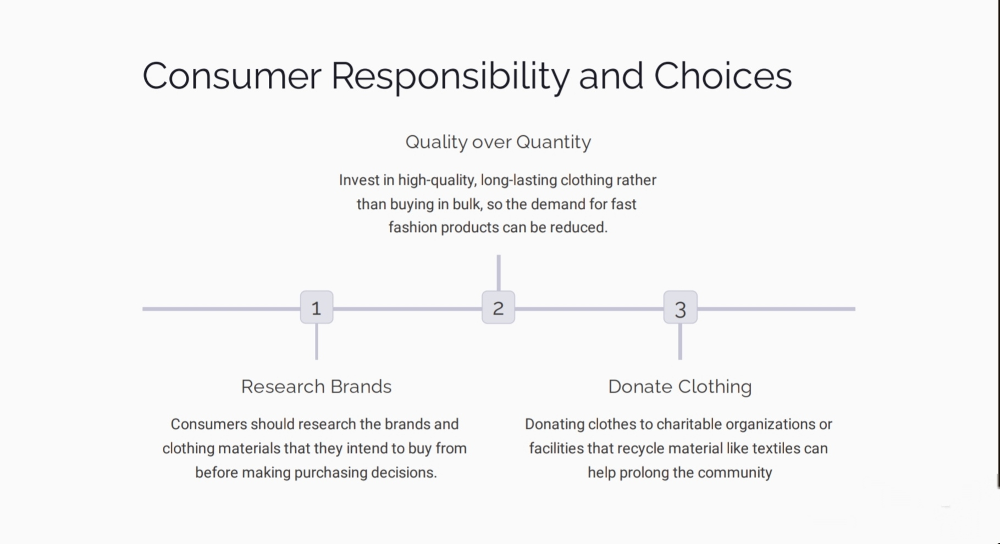 Consumer Responsibility and Choices
Quality over Quantity
Invest in high-quality, long-lasting clothing rather
than buying in bulk, so the demand for fast
fashion products can be reduced.
1
2
3
Research Brands
Consumers should research the brands and
clothing materials that they intend to buy from
before making purchasing decisions.
Donate Clothing
Donating clothes to charitable organizations or
facilities that recycle material like textiles can
help prolong the community